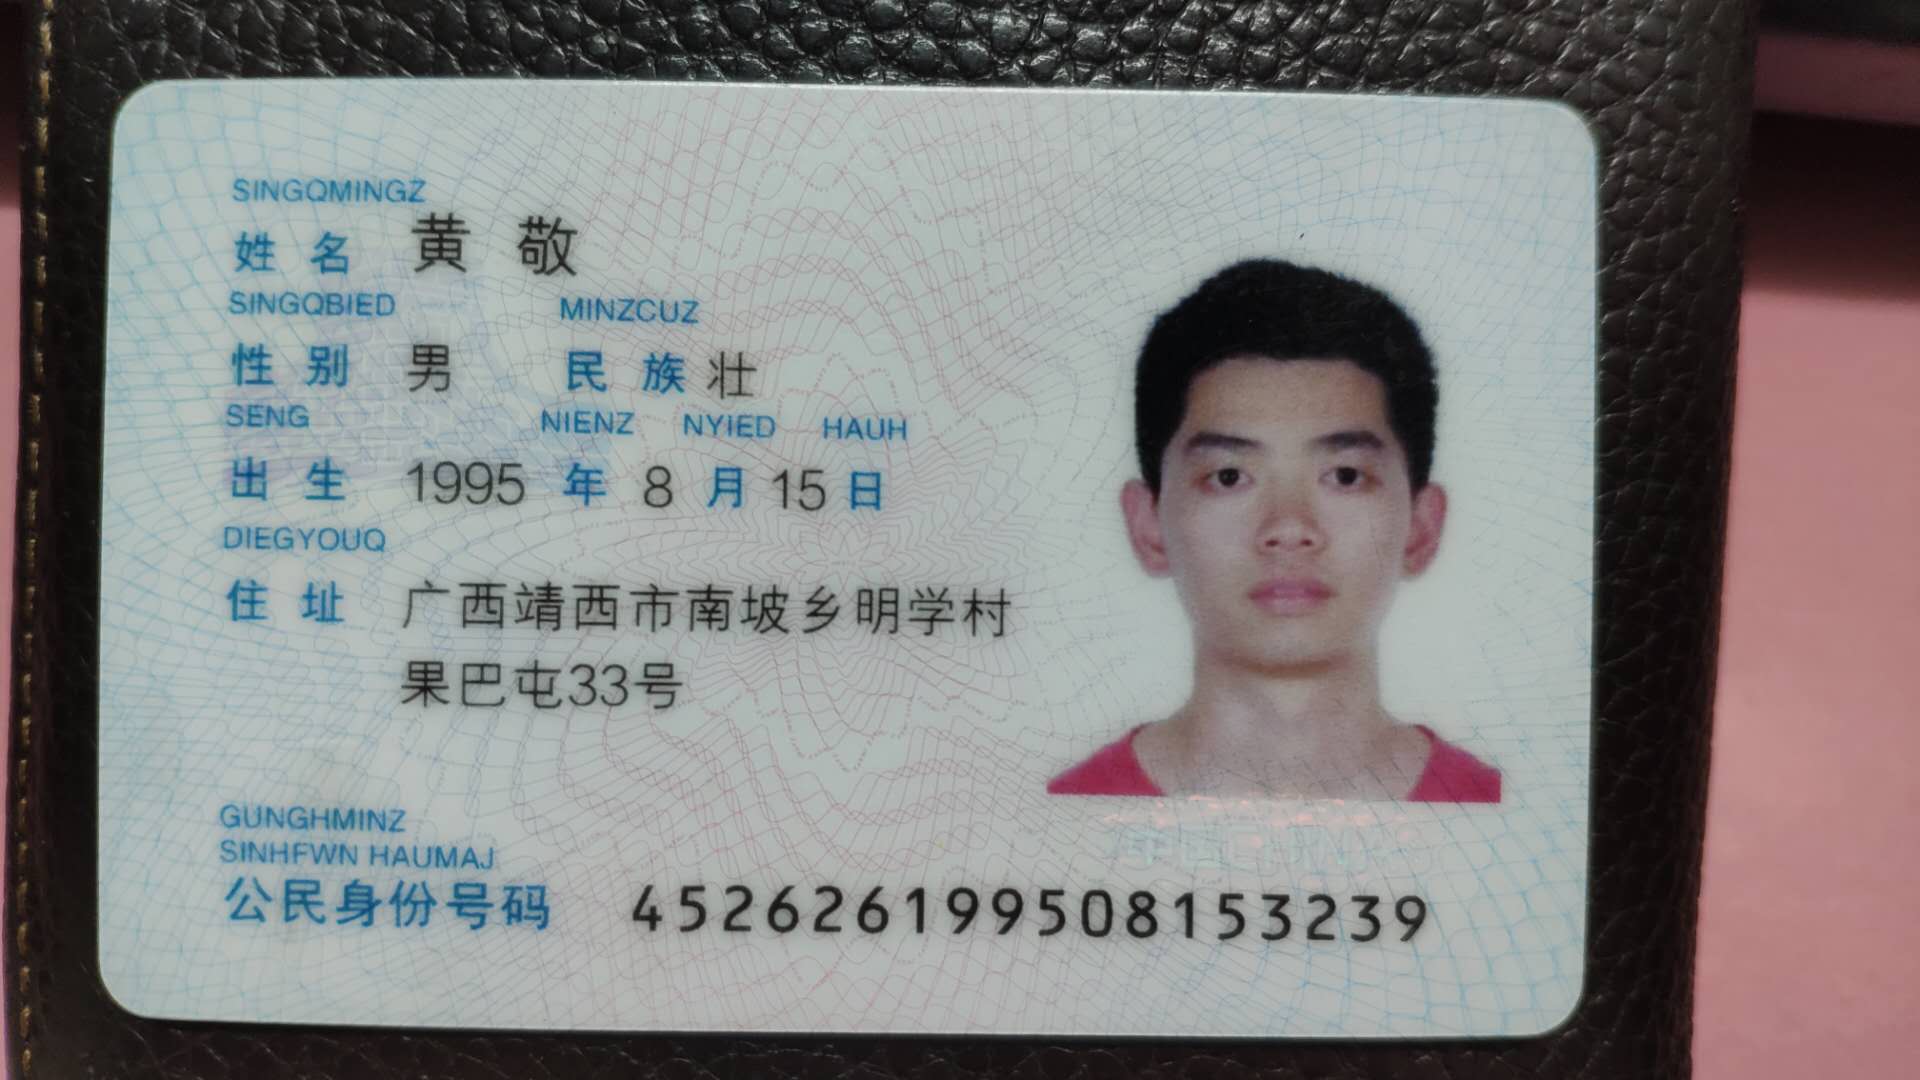 SINGQMINGZ
姓名 黄敬
SINGQBIED MINZCUZ
性别 男 民族 壮
SENG NIENZ NYIED HAUH
出生 1995 年 8 月 15 日
DIEGYOUQ
住址 广西靖西市南坡乡明学村
果巴屯33号
GUNGHMINZ
SINHFWN HAUMAJ
公民身份号码 452626199508153239